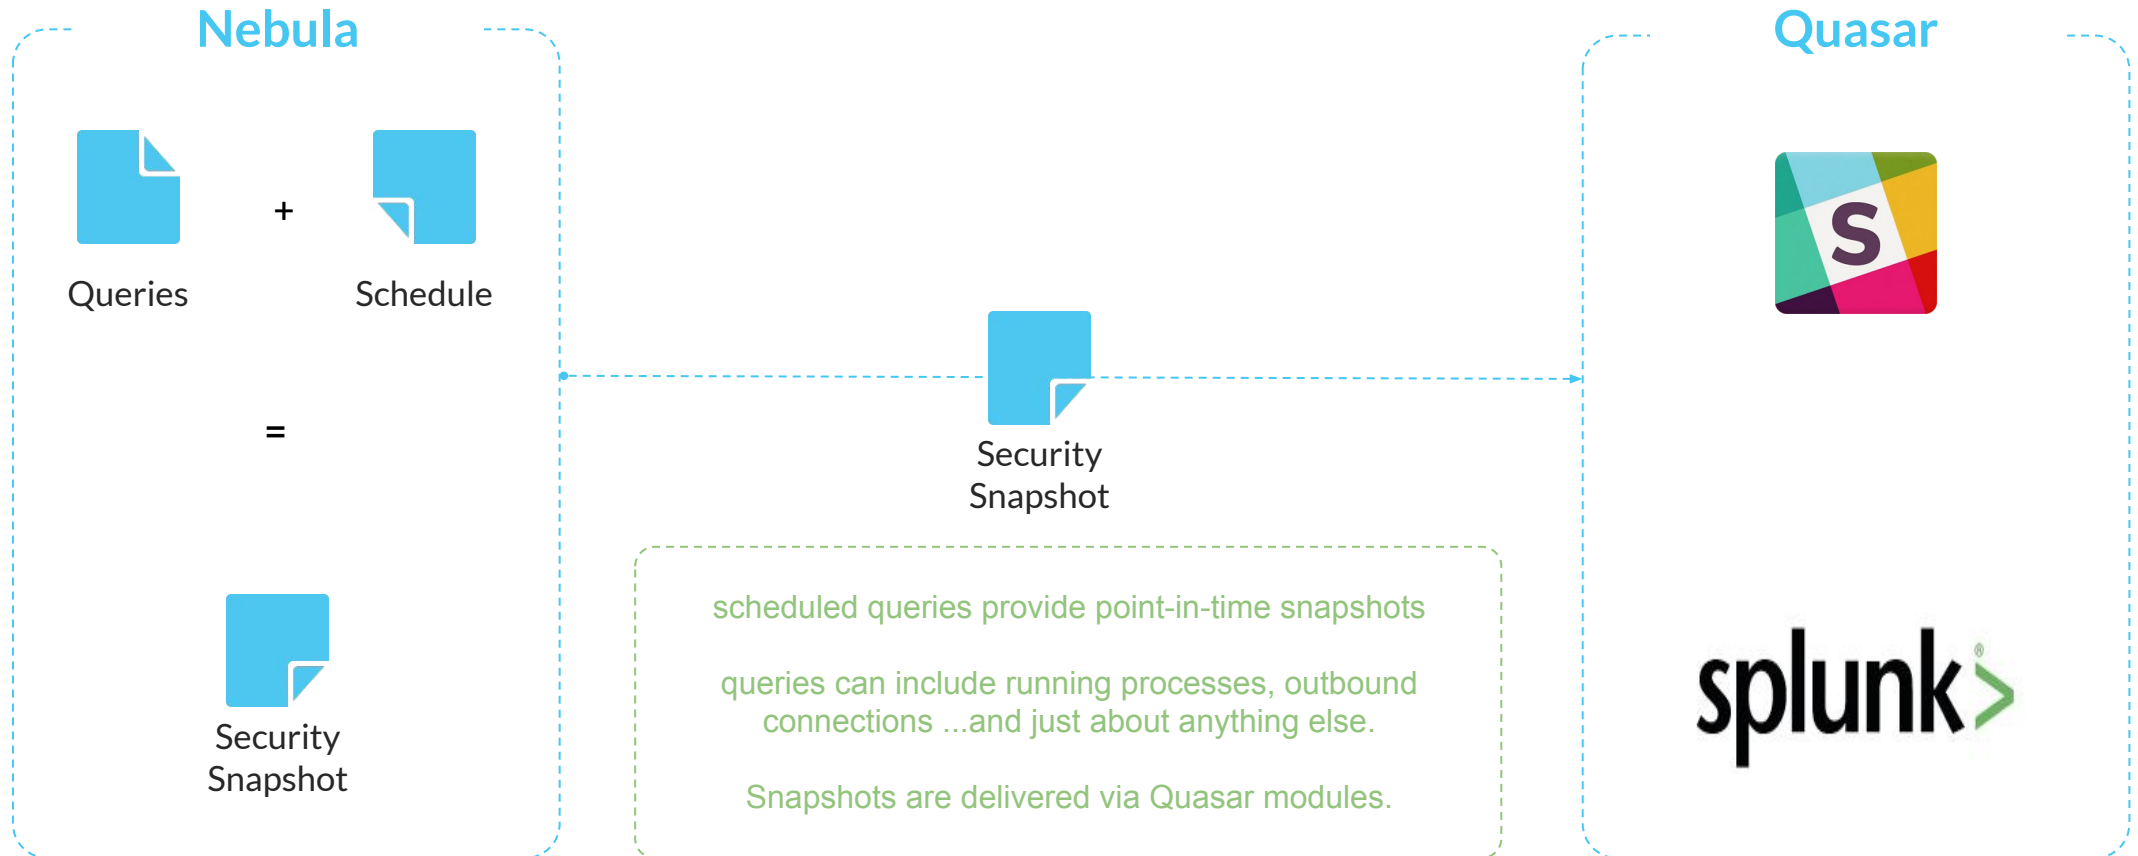 Nebula
Queries
+
Schedule
=
Security
Snapshot
Security
Snapshot
scheduled queries provide point-in-time snapshots
queries can include running processes, outbound
connections ...and just about anything else.
Snapshots are delivered via Quasar modules.
Quasar
S
splunk>®